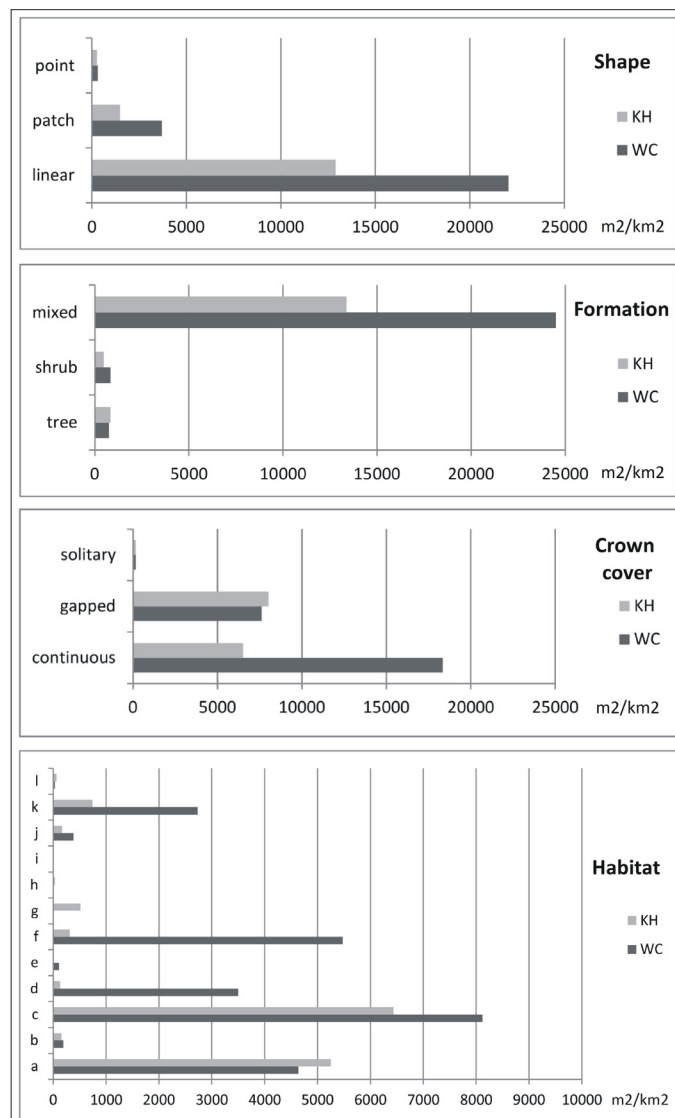 Shape
point
patch
linear
KH
WC
0 5000 10000 15000 20000 25000 m2/km2
Formation
mixed
shrub
tree
KH
WC
0 5000 10000 15000 20000 25000 m2/km2
Crown
cover
solitary
gapped
continuous
KH
WC
0 5000 10000 15000 20000 25000 m2/km2
Habitat
l
k
j
i
h
g
f
e
d
c
b
a
KH
WC
0 1000 2000 3000 4000 5000 6000 7000 8000 9000 10000
m2/km2